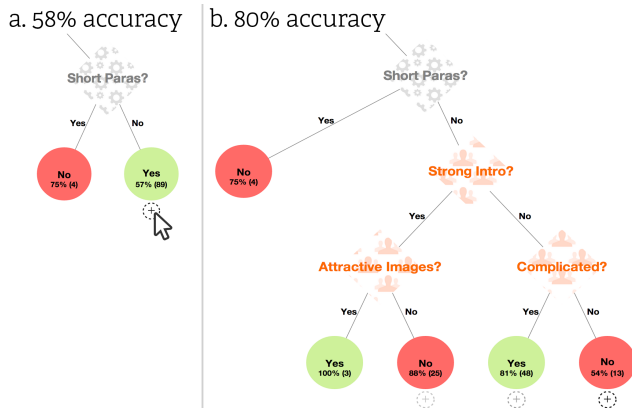 a. 58% accuracy
Short Paras?
Yes
No
No
75% (4)
Yes
57% (89)
b. 80% accuracy
Short Paras?
Yes
No
No
75% (4)
Strong Intro?
Yes
No
Attractive Images?
Complicated?
Yes
No
Yes
No
Yes
100% (3)
No
88% (25)
Yes
81% (48)
No
54% (13)